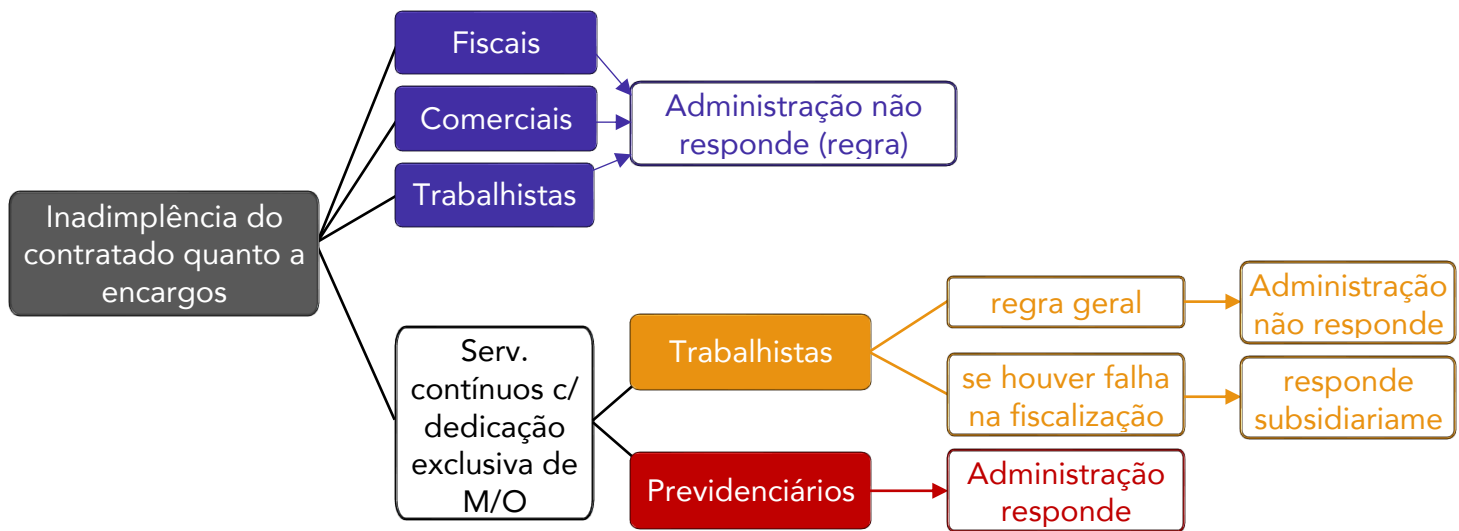 Fiscais
Comerciais
Trabalhistas
Administração não
responde (regra)
Inadimplência do
contratado quanto a
encargos
Serv.
contínuos c/
dedicação
exclusiva de
M/O
Trabalhistas
regra geral
Administração
não responde
se houver falha
na fiscalização
responde
subsidiariame
Previdenciários
Administração
responde